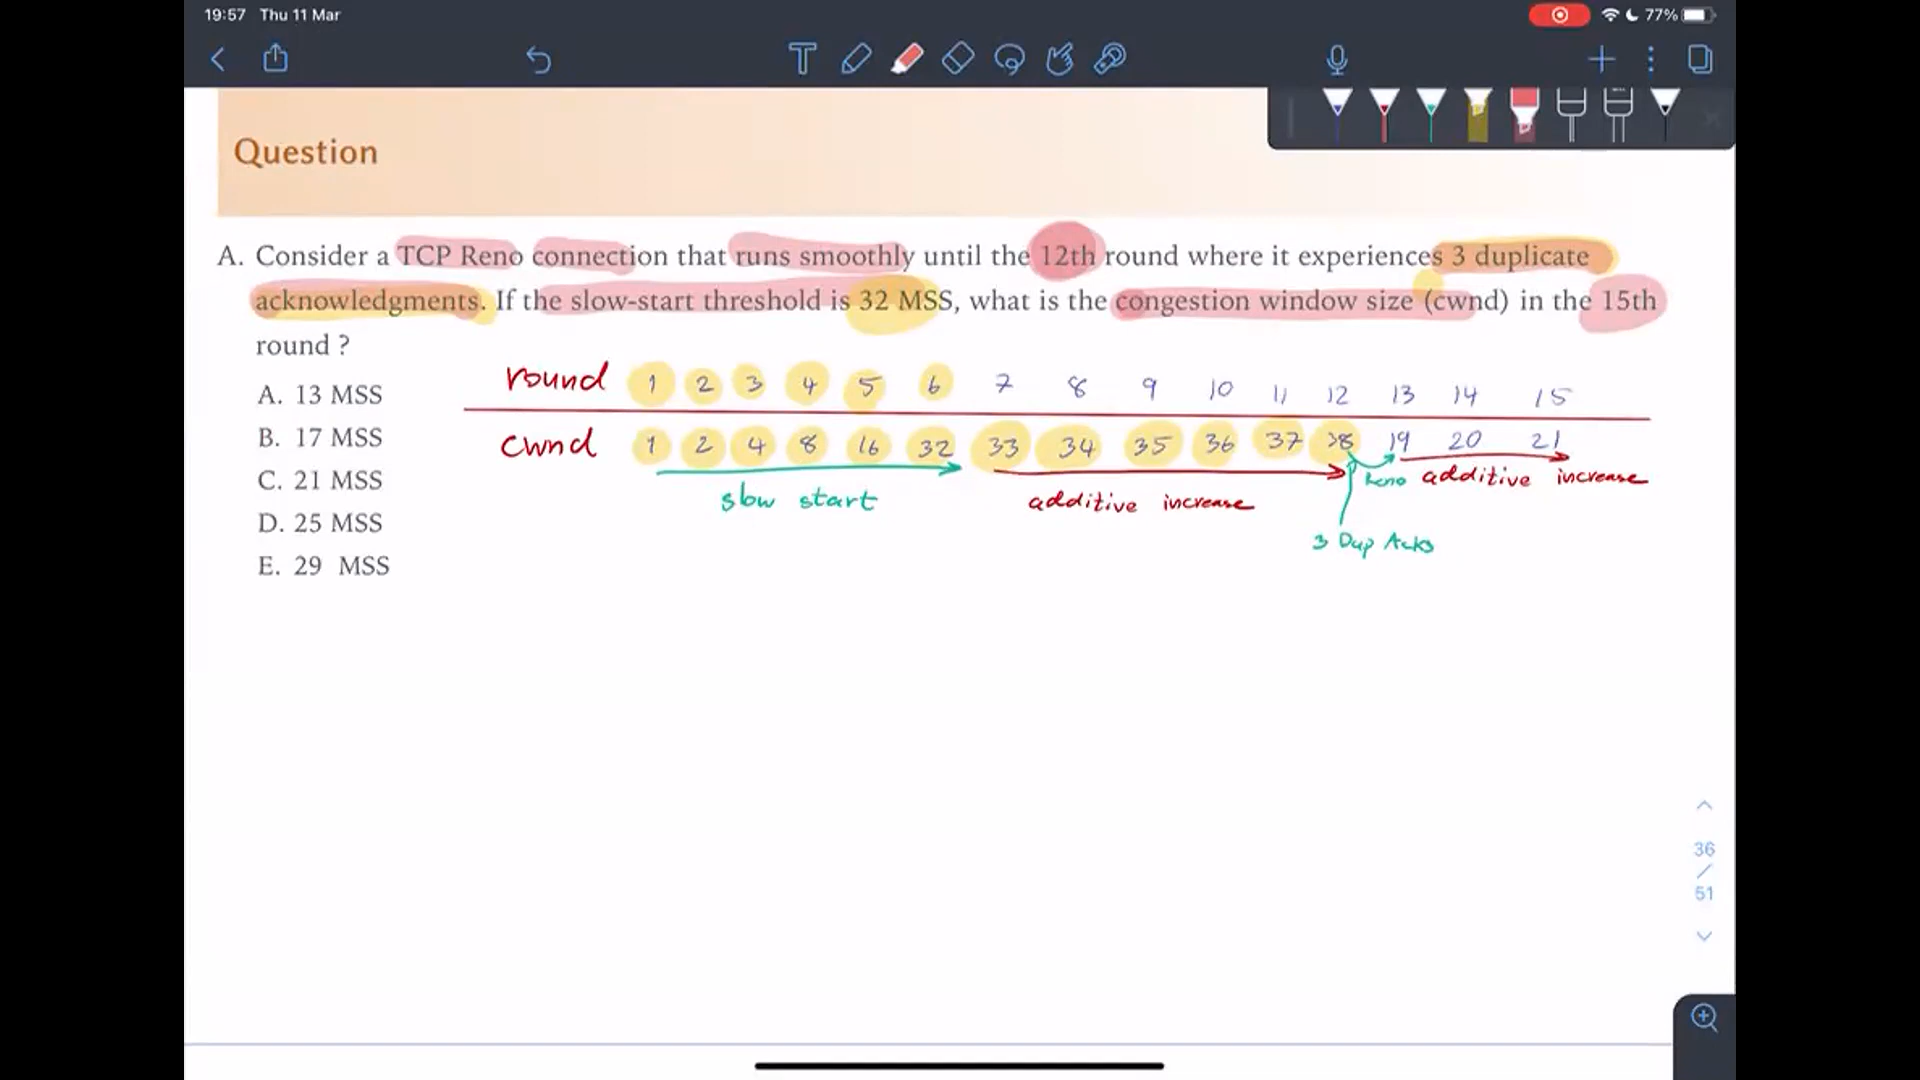 19:57 Thu 11 Mar
77%
Question
A. Consider a TCP Reno connection that runs smoothly until the 12th round where it experiences 3 duplicate
acknowledgments. If the slow-start threshold is 32 MSS, what is the congestion window size (cwnd) in the 15th
round ?
A. 13 MSS
B. 17 MSS
C. 21 MSS
D. 25 MSS
E. 29 MSS
round 1 2 3 4 5 6 7 8 9 10 11 12 13 14 15
cwnd 1 2 4 8 16 32 33 34 35 36 37 38 19 20 21
slow start
additive increase
Reno
additive increase
3 Dup Acks
36
/
51